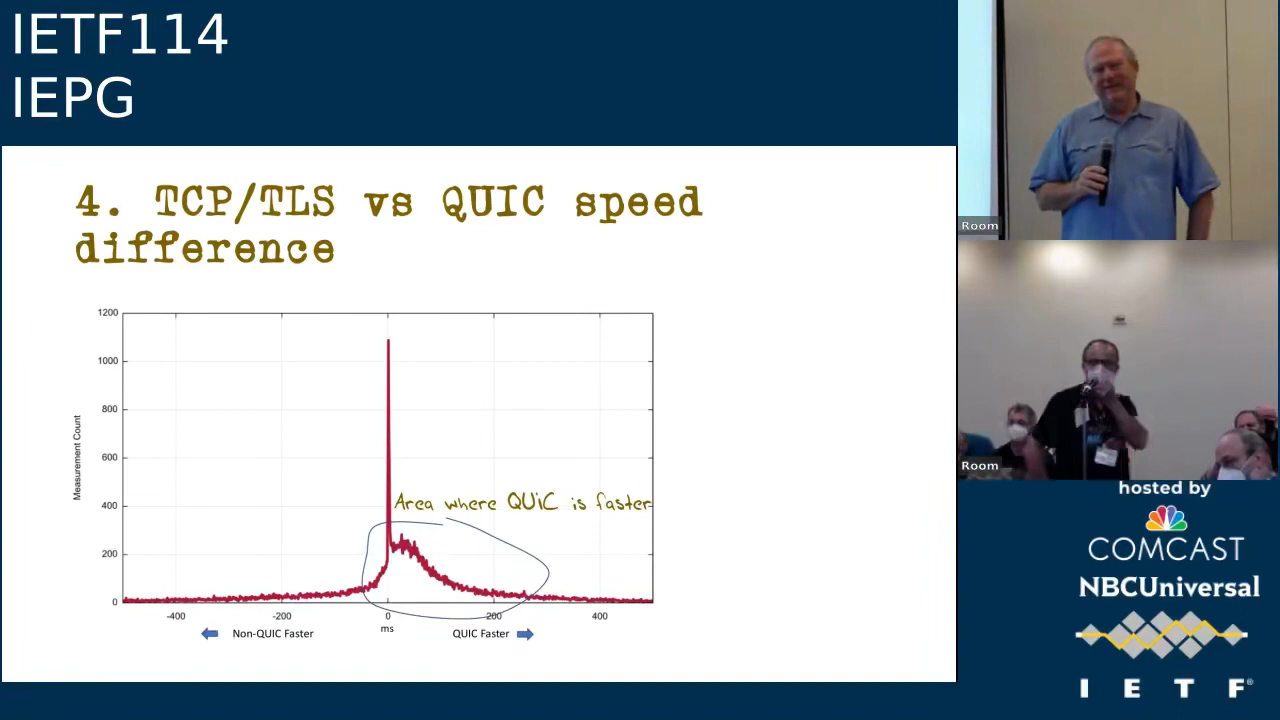 IETF114
IEPG
4. TCP/TLS vs QUIC speed
difference
1200
1000
800
600
400
200
0
Measurement Count
Area where QUIC is faster
-400
-200
0
200
400
ms
Non-QUIC Faster
QUIC Faster
Room
Room
hosted by
COMCAST
NBCUniversal
I E T F®